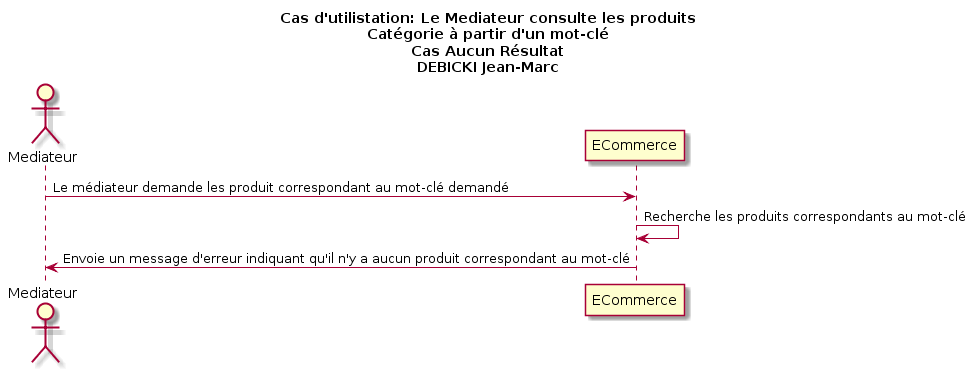 Cas d'utilistation: Le Mediateur consulte les produits
Catégorie à partir d'un mot-clé
Cas Aucun Résultat
DEBICKI Jean-Marc
Mediateur
ECommerce
Le médiateur demande les produit correspondant au mot-clé demandé
Recherche les produits correspondants au mot-clé
Envoie un message d'erreur indiquant qu'il n'y a aucun produit correspondant au mot-clé
Mediateur
ECommerce